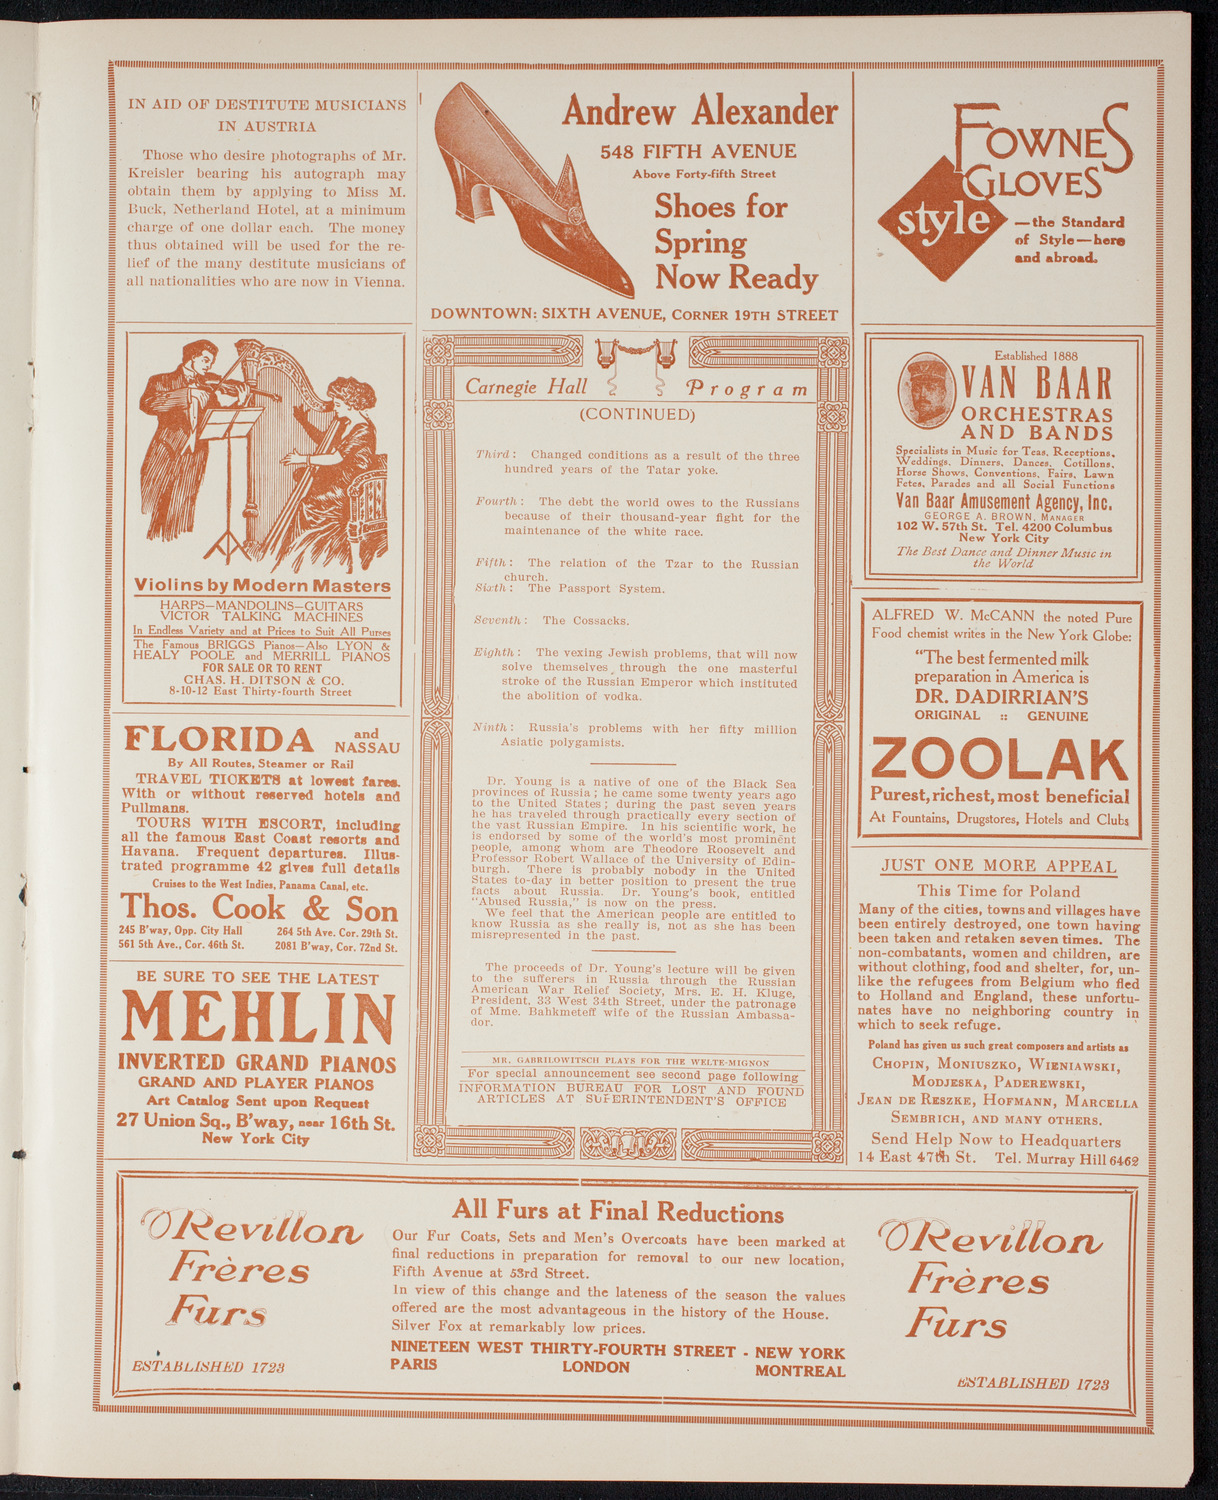 IN AID OF DESTITUTE MUSICIANS
IN AUSTRIA
Those who desire photographs of Mr.
Kreisler bearing his autograph may
obtain them by applying to Miss M.
Buck, Netherland Hotel, at a minimum
charge of one dollar each. The money
thus obtained will be used for the re-
lief of the many destitute musicians of
all nationalities who are now in Vienna.
Violins by Modern Masters
HARPS—MANDOLINS—GUITARS
VICTOR TALKING MACHINES
In Endless Variety and at Prices to Suit All Purses
The Famous BRIGGS Pianos—Also LYON &
HEALY POOLE and MERRILL PIANOS
FOR SALE OR TO RENT
CHAS. H. DITSON & CO.
8-10-12 East Thirty-fourth Street
FLORIDA and
NASSAU
By All Routes, Steamer or Rail
TRAVEL TICKETS at lowest fares.
With or without reserved hotels and
Pullmans.
TOURS WITH ESCORT, including
all the famous East Coast resorts and
Havana. Frequent departures. Illus-
trated programme 42 gives full details
Cruises to the West Indies, Panama Canal, etc.
Thos. Cook & Son
245 B'way, Opp. City Hall 264 5th Ave. Cor. 29th St.
561 5th Ave., Cor. 46th St. 2081 B'way, Cor. 72nd St.
BE SURE TO SEE THE LATEST
MEHLIN
INVERTED GRAND PIANOS
GRAND AND PLAYER PIANOS
Art Catalog Sent upon Request
27 Union Sq., B'way, near 16th St.
New York City
Andrew Alexander
548 FIFTH AVENUE
Above Forty-fifth Street
Shoes for
Spring
Now Ready
DOWNTOWN: SIXTH AVENUE, CORNER 19TH STREET
Carnegie Hall Program
(CONTINUED)
Third: Changed conditions as a result of the three
hundred years of the Tatar yoke.
Fourth: The debt the world owes to the Russians
because of their thousand-year fight for the
maintenance of the white race.
Fifth: The relation of the Tzar to the Russian
church.
Sixth: The Passport System.
Seventh: The Cossacks.
Eighth: The vexing Jewish problems, that will now
solve themselves through the one masterful
stroke of the Russian Emperor which instituted
the abolition of vodka.
Ninth: Russia's problems with her fifty million
Asiatic polygamists.
Dr. Young is a native of one of the Black Sea
provinces of Russia; he came some twenty years ago
to the United States; during the past seven years
he has traveled through practically every section of
the vast Russian Empire. In his scientific work, he
is endorsed by some of the world's most prominent
people, among whom are Theodore Roosevelt and
Professor Robert Wallace of the University of Edin-
burgh. There is probably nobody in the United
States to-day in better position to present the true
facts about Russia. Dr. Young's book, entitled
"Abused Russia," is now on the press.
We feel that the American people are entitled to
know Russia as she really is, not as she has been
misrepresented in the past.
The proceeds of Dr. Young's lecture will be given
to the sufferers in Russia through the Russian
American War Relief Society, Mrs. E. H. Kluge,
President, 33 West 34th Street, under the patronage
of Mme. Bahkmeteff wife of the Russian Ambassa-
dor.
MR. GABRILOWITSCH PLAYS FOR THE WELTE-MIGNON
For special announcement see second page following
INFORMATION BUREAU FOR LOST AND FOUND
ARTICLES AT SUPERINTENDENT'S OFFICE
FOWNES
GLOVES
style
—the Standard
of Style—here
and abroad.
Established 1888
VAN BAAR
ORCHESTRAS
AND BANDS
Specialists in Music for Teas, Receptions,
Weddings, Dinners, Dances, Cotillons,
Horse Shows, Conventions, Fairs, Lawn
Fetes, Parades and all Social Functions
Van Baar Amusement Agency, Inc.
GEORGE A. BROWN, MANAGER
102 W. 57th St. Tel. 4200 Columbus
New York City
The Best Dance and Dinner Music in
the World
ALFRED W. McCANN the noted Pure
Food chemist writes in the New York Globe:
"The best fermented milk
preparation in America is
DR. DADIRRIAN'S
ORIGINAL :: GENUINE
ZOOLAK
Purest, richest, most beneficial
At Fountains, Drugstores, Hotels and Clubs
JUST ONE MORE APPEAL
This Time for Poland
Many of the cities, towns and villages have
been entirely destroyed, one town having
been taken and retaken seven times. The
non-combatants, women and children, are
without clothing, food and shelter, for, un-
like the refugees from Belgium who fled
to Holland and England, these unfortu-
nates have no neighboring country in
which to seek refuge.
Poland has given us such great composers and artists as
CHOPIN, MONIUSZKO, WIENIAWSKI,
MODJESKA, PADEREWSKI,
JEAN DE RESZKE, HOFMANN, MARCELLA
SEMBRICH, AND MANY OTHERS.
Send Help Now to Headquarters
14 East 47th St. Tel. Murray Hill 6462
Revillon
Frères
Furs
ESTABLISHED 1723
All Furs at Final Reductions
Our Fur Coats, Sets and Men's Overcoats have been marked at
final reductions in preparation for removal to our new location,
Fifth Avenue at 53rd Street.
In view of this change and the lateness of the season the values
offered are the most advantageous in the history of the House.
Silver Fox at remarkably low prices.
NINETEEN WEST THIRTY-FOURTH STREET - NEW YORK
PARIS LONDON MONTREAL
Revillon
Frères
Furs
ESTABLISHED 1723